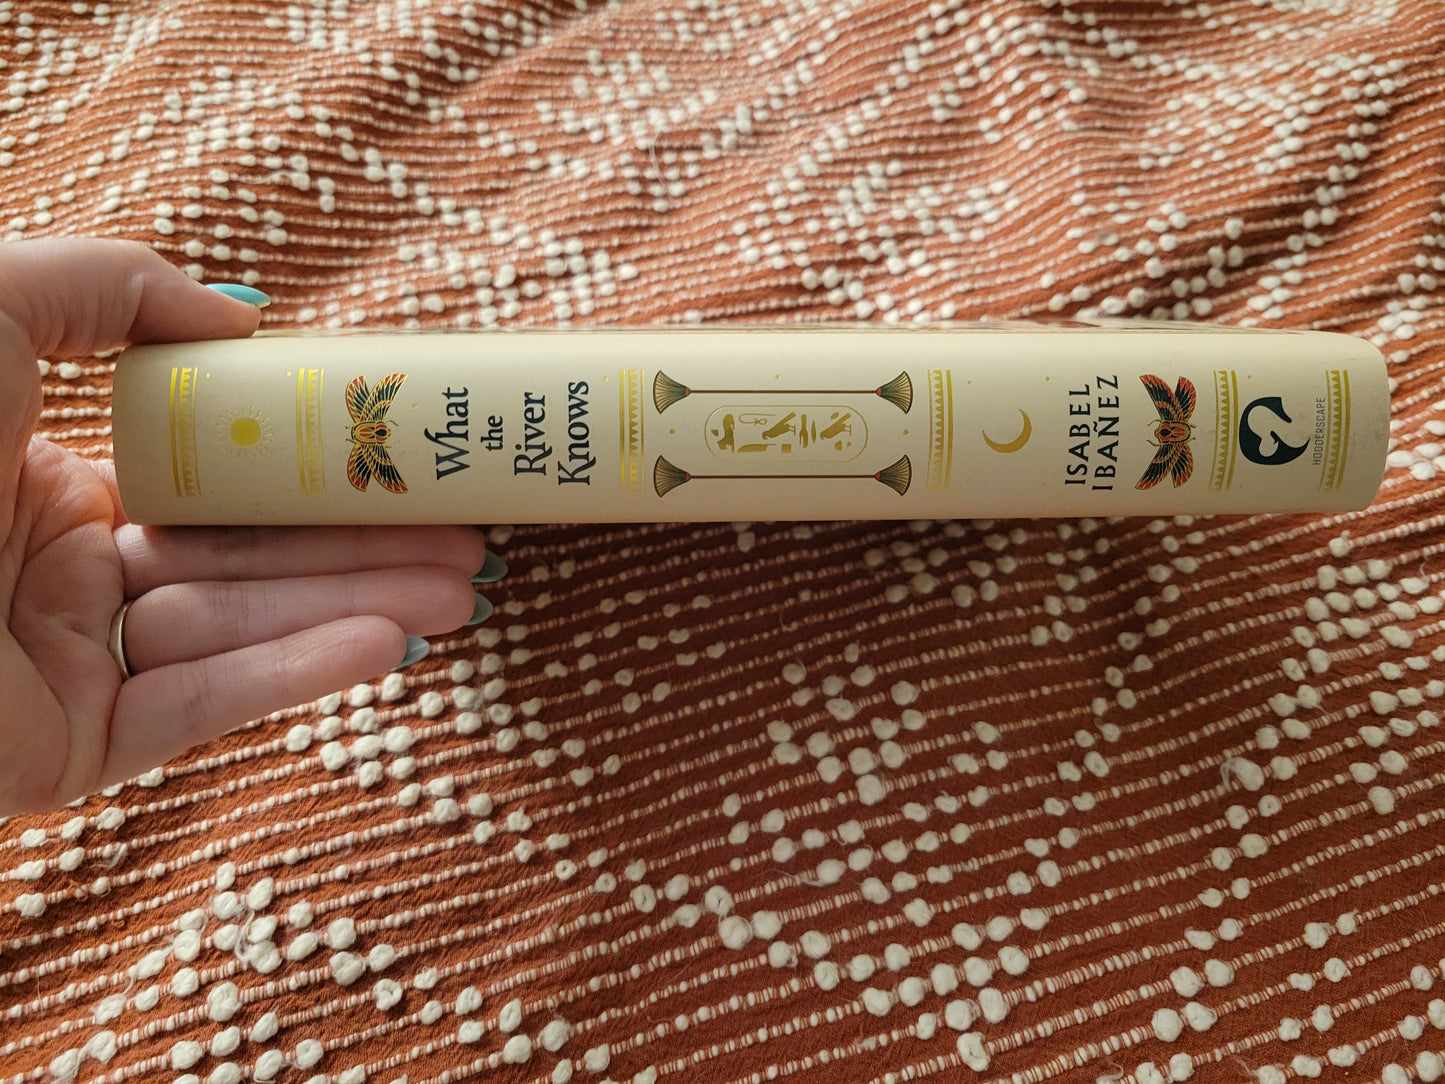 What
the
River
Knows
ISABEL
IBAÑEZ
HODDERSCAPE